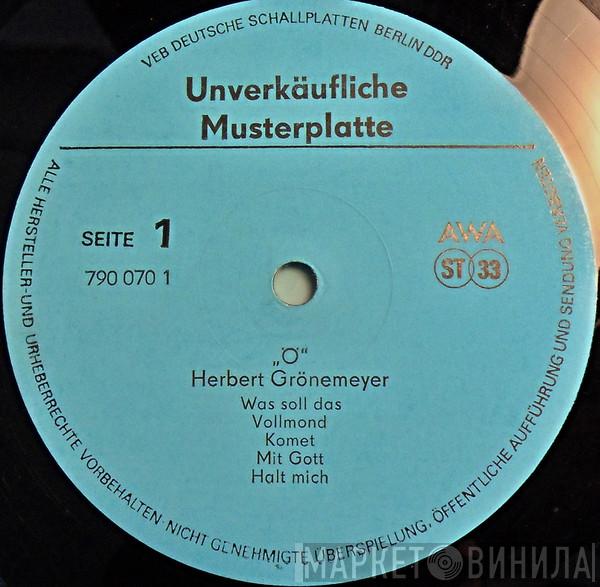 VEB DEUTSCHE SCHALLPLATTEN BERLIN DDR
Unverkäufliche
Musterplatte
SEITE 1
790 070 1
AWA
ST 33
„Ö“
Herbert Grönemeyer
Was soll das
Vollmond
Komet
Mit Gott
Halt mich
ALLE HERSTELLER-UND URHEBERRECHTE VORBEHALTEN· NICHT GENEHMIGTE ÜBERSPIELUNG, ÖFFENTLICHE AUFFÜHRUNG UND SENDUNG VERBOTEN
МАРКЕТ ВИНИЛА